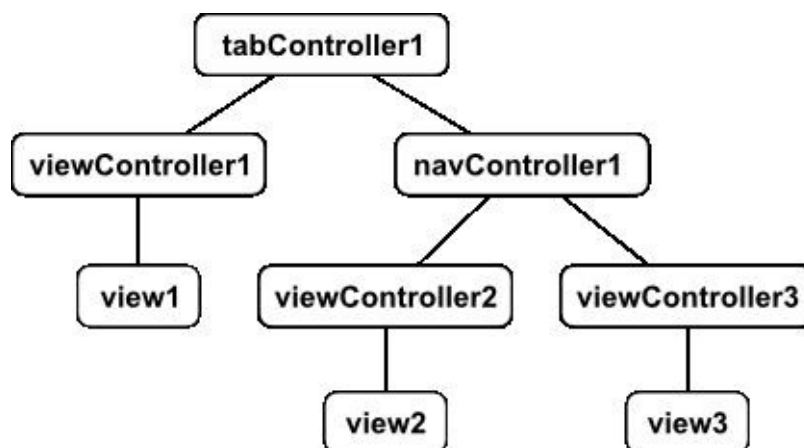 tabController1
viewController1
navController1
view1
viewController2
viewController3
view2
view3